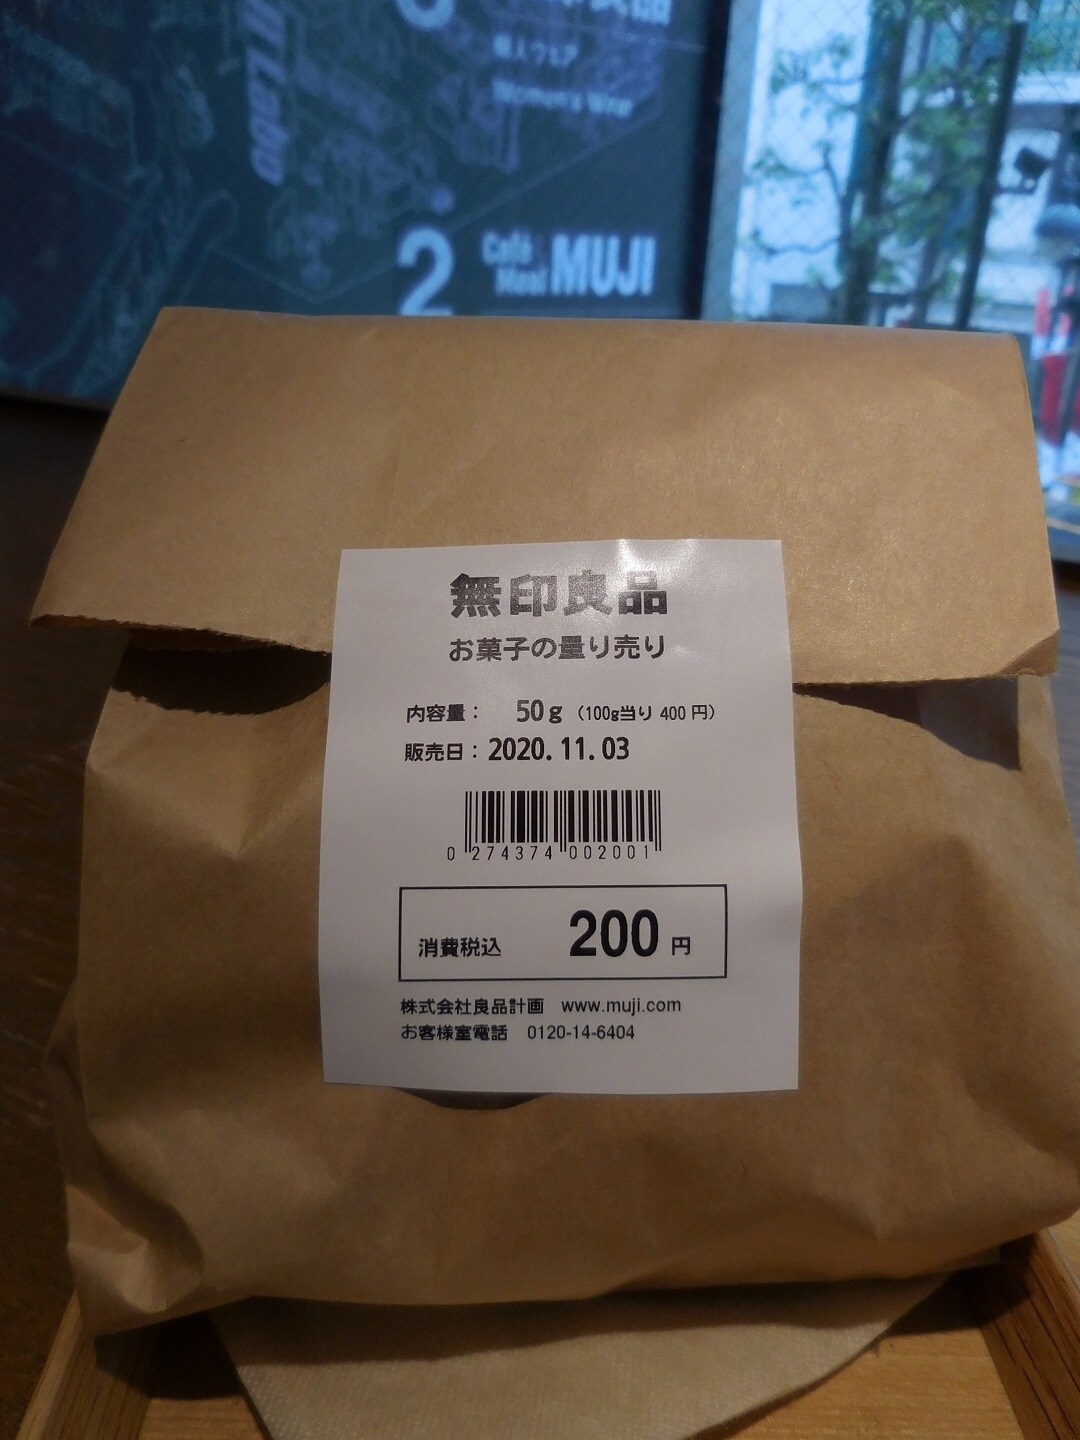 婦人ウェア
Women's Wear
2 Café Meal MUJI
無印良品
お菓子の量り売り
内容量： 50g （100g当り 400 円）
販売日：2020.11.03
0 274374 002001
消費税込 200 円
株式会社良品計画 www.muji.com
お客様室電話 0120-14-6404